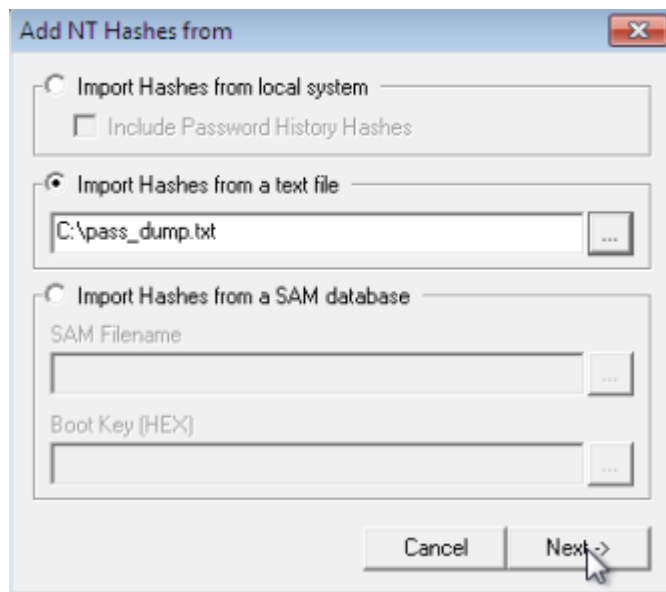 Add NT Hashes from
Import Hashes from local system
Include Password History Hashes
Import Hashes from a text file
C:\pass_dump.txt
...
Import Hashes from a SAM database
SAM Filename
...
Boot Key (HEX)
...
Cancel
Next ->